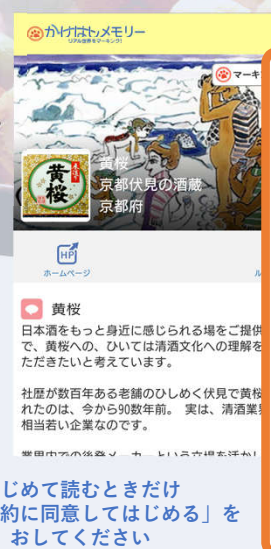 かけはしメモリー
リアル世界をマーキング!
マーキ
黄桜
黄桜
京都伏見の酒蔵
京都府
HP
ホームページ
ル
黄桜
日本酒をもっと身近に感じられる場をご提供
で、黄桜への、ひいては清酒文化への理解を
ただきたいと考えています。
社歴が数百年ある老舗のひしめく伏見で黄桜
れたのは、今から90数年前。 実は、清酒業界
相当若い企業なのです。
業界内での後発メーカーという立場を活かし
じめて読むときだけ
約に同意してはじめる」を
おしてください